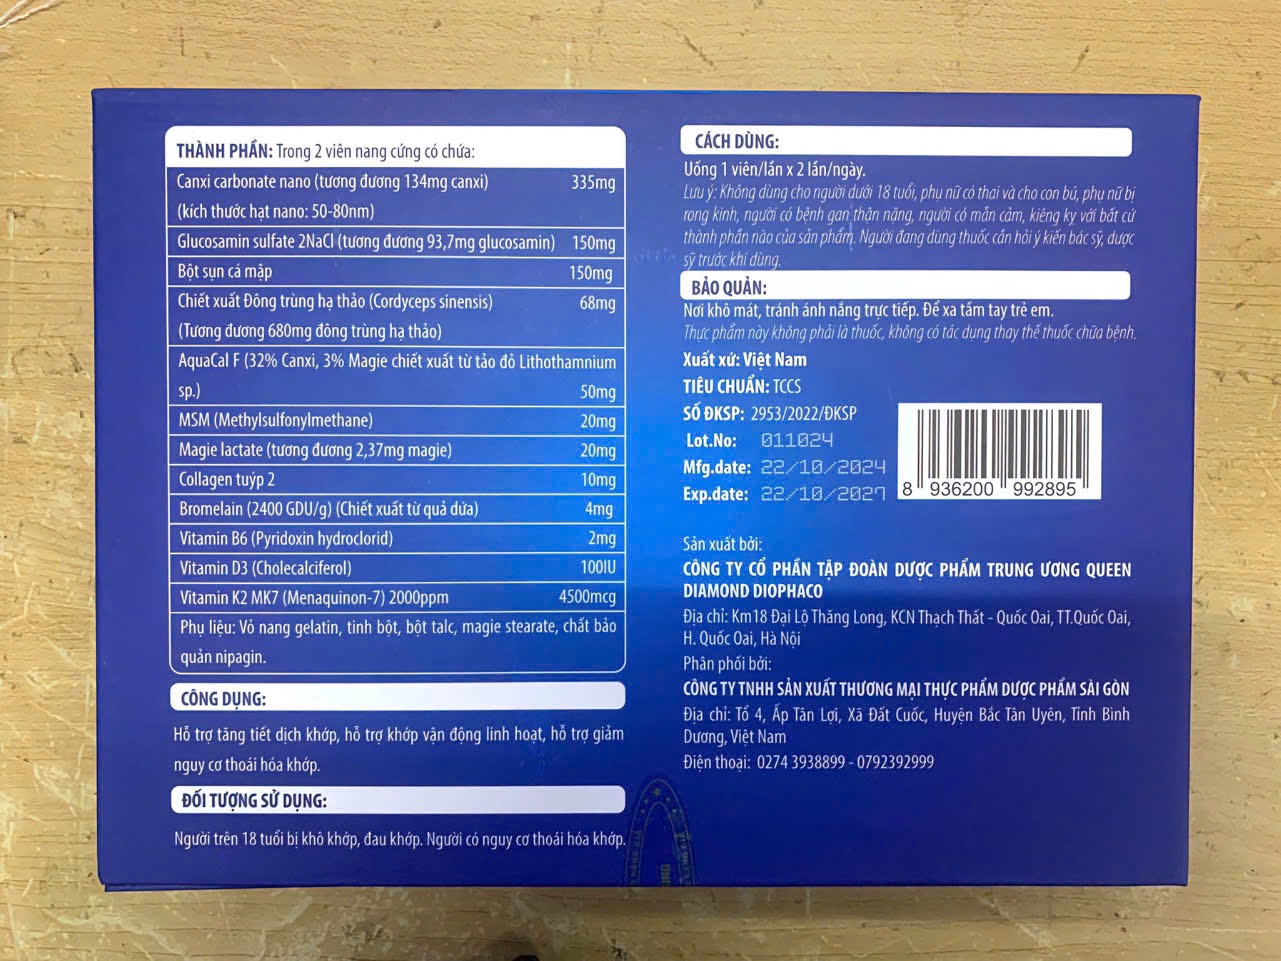 THÀNH PHẦN: Trong 2 viên nang cứng có chứa:
Canxi carbonate nano (tương đương 134mg canxi) 335mg
(kích thước hạt nano: 50-80nm)
Glucosamin sulfate 2NaCl (tương đương 93,7mg glucosamin) 150mg
Bột sụn cá mập 150mg
Chiết xuất Đông trùng hạ thảo (Cordyceps sinensis) 68mg
(Tương đương 680mg đông trùng hạ thảo)
AquaCal F (32% Canxi, 3% Magie chiết xuất từ tảo đỏ Lithothamnium
sp.) 50mg
MSM (Methylsulfonylmethane) 20mg
Magie lactate (tương đương 2,37mg magie) 20mg
Collagen tuýp 2 10mg
Bromelain (2400 GDU/g) (Chiết xuất từ quả dứa) 4mg
Vitamin B6 (Pyridoxin hydroclorid) 2mg
Vitamin D3 (Cholecalciferol) 100IU
Vitamin K2 MK7 (Menaquinon-7) 2000ppm 4500mcg
Phụ liệu: Vỏ nang gelatin, tinh bột, bột talc, magie stearate, chất bảo
quản nipagin.
CÔNG DỤNG:
Hỗ trợ tăng tiết dịch khớp, hỗ trợ khớp vận động linh hoạt, hỗ trợ giảm
nguy cơ thoái hóa khớp.
ĐỐI TƯỢNG SỬ DỤNG:
Người trên 18 tuổi bị khô khớp, đau khớp. Người có nguy cơ thoái hóa khớp.
CÁCH DÙNG:
Uống 1 viên/lần x 2 lần/ngày.
Lưu ý: Không dùng cho người dưới 18 tuổi, phụ nữ có thai và cho con bú, phụ nữ bị
rong kinh, người có bệnh gan thận nặng, người có mẫn cảm, kiêng kỵ với bất cứ
thành phần nào của sản phẩm. Người đang dùng thuốc cần hỏi ý kiến bác sỹ, dược
sỹ trước khi dùng.
BẢO QUẢN:
Nơi khô mát, tránh ánh nắng trực tiếp. Để xa tầm tay trẻ em.
Thực phẩm này không phải là thuốc, không có tác dụng thay thế thuốc chữa bệnh.
Xuất xứ: Việt Nam
TIÊU CHUẨN: TCCS
SỐ ĐKSP: 2953/2022/ĐKSP
Lot.No: 011024
Mfg.date: 22/10/2024
Exp.date: 22/10/2027
8 936200 992895
Sản xuất bởi:
CÔNG TY CỔ PHẦN TẬP ĐOÀN DƯỢC PHẨM TRUNG ƯƠNG QUEEN
DIAMOND DIOPHACO
Địa chỉ: Km18 Đại Lộ Thăng Long, KCN Thạch Thất - Quốc Oai, TT.Quốc Oai,
H. Quốc Oai, Hà Nội
Phân phối bởi:
CÔNG TY TNHH SẢN XUẤT THƯƠNG MẠI THỰC PHẨM DƯỢC PHẨM SÀI GÒN
Địa chỉ: Tổ 4, Ấp Tân Lợi, Xã Đất Cuốc, Huyện Bắc Tân Uyên, Tỉnh Bình
Dương, Việt Nam
Điện thoại: 0274 3938899 - 0792392999